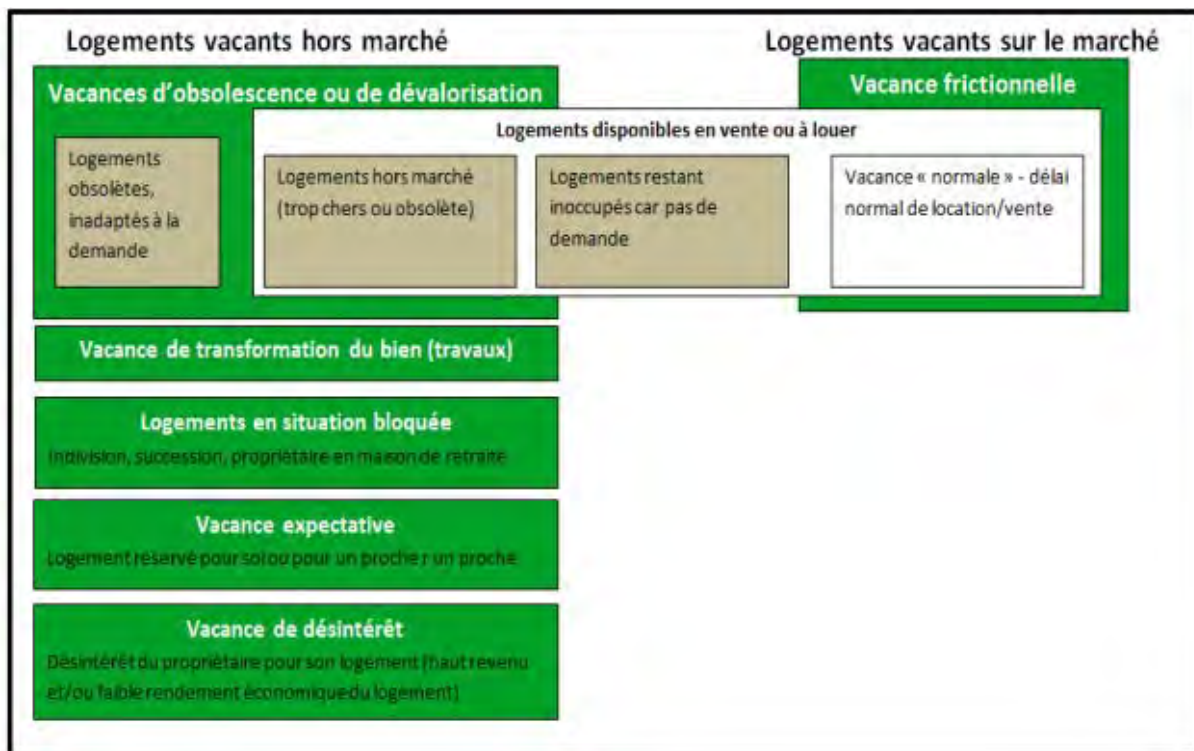 Logements vacants hors marché
Logements vacants sur le marché
Vacances d'obsolescence ou de dévalorisation
Vacance frictionnelle
Logements disponibles en vente ou à louer
Logements
obsolètes,
inadaptés à la
demande
Logements hors marché
(trop chers ou obsolète)
Logements restant
inoccupés car pas de
demande
Vacance « normale » - délai
normal de location/vente
Vacance de transformation du bien (travaux)
Logements en situation bloquée
Indivision, succession, propriétaire en maison de retraite
Vacance expectative
Logement réservé pour soi ou pour un proche r un proche
Vacance de désintérêt
Désintérêt du propriétaire pour son logement (haut revenu
et/ou faible rendement économique du logement)